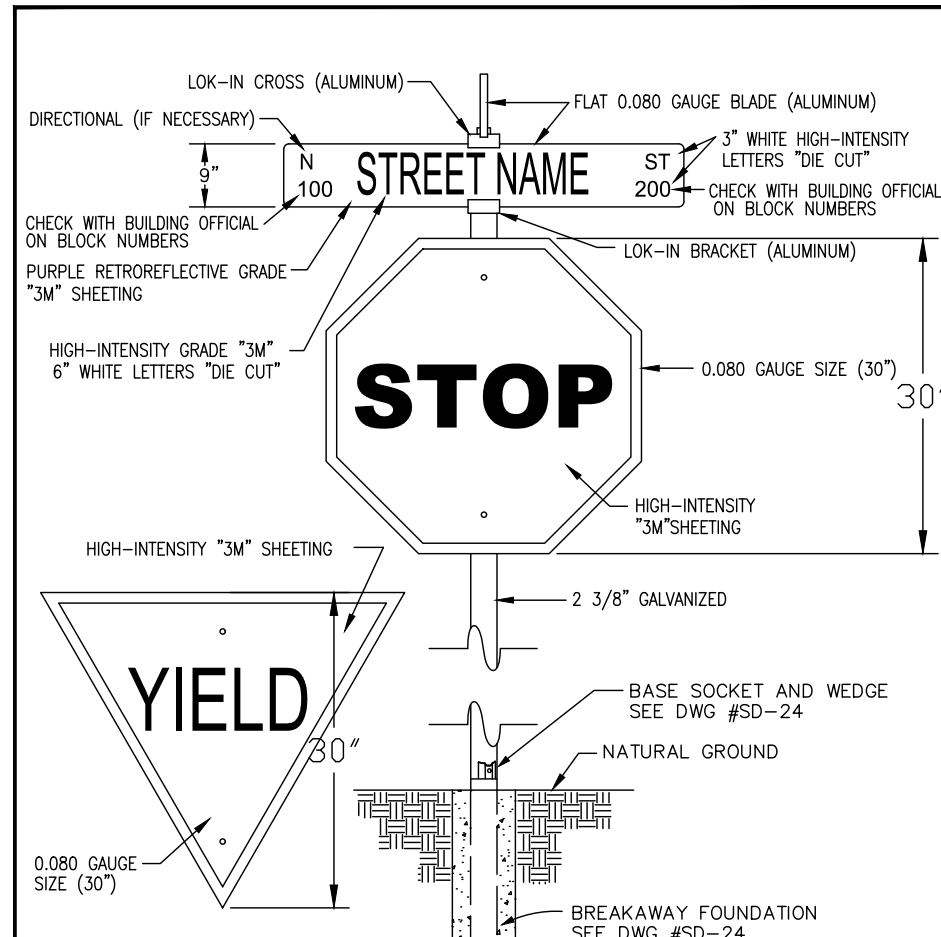 LOK-IN CROSS (ALUMINUM)
FLAT 0.080 GAUGE BLADE (ALUMINUM)
DIRECTIONAL (IF NECESSARY)
3" WHITE HIGH-INTENSITY
LETTERS "DIE CUT"
9"
N
100
STREET NAME
ST
200
CHECK WITH BUILDING OFFICIAL
ON BLOCK NUMBERS
CHECK WITH BUILDING OFFICIAL
ON BLOCK NUMBERS
LOK-IN BRACKET (ALUMINUM)
PURPLE RETROREFLECTIVE GRADE
"3M" SHEETING
HIGH-INTENSITY GRADE "3M"
6" WHITE LETTERS "DIE CUT"
STOP
0.080 GAUGE SIZE (30")
30"
HIGH-INTENSITY
"3M"SHEETING
HIGH-INTENSITY "3M" SHEETING
2 3/8" GALVANIZED
YIELD
30"
BASE SOCKET AND WEDGE
SEE DWG #SD-24
NATURAL GROUND
0.080 GAUGE
SIZE (30")
BREAKAWAY FOUNDATION
SEE DWG #SD-24